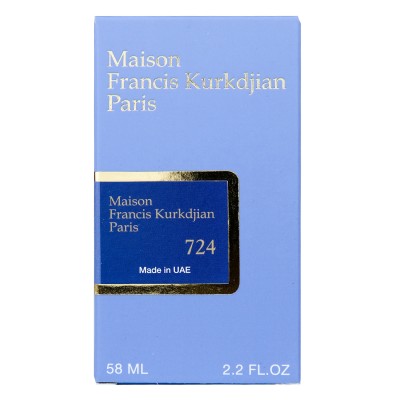 Maison
Francis Kurkdjian
Paris
Maison
Francis Kurkdjian
Paris
724
Made in UAE
58 ML 2.2 FL.OZ